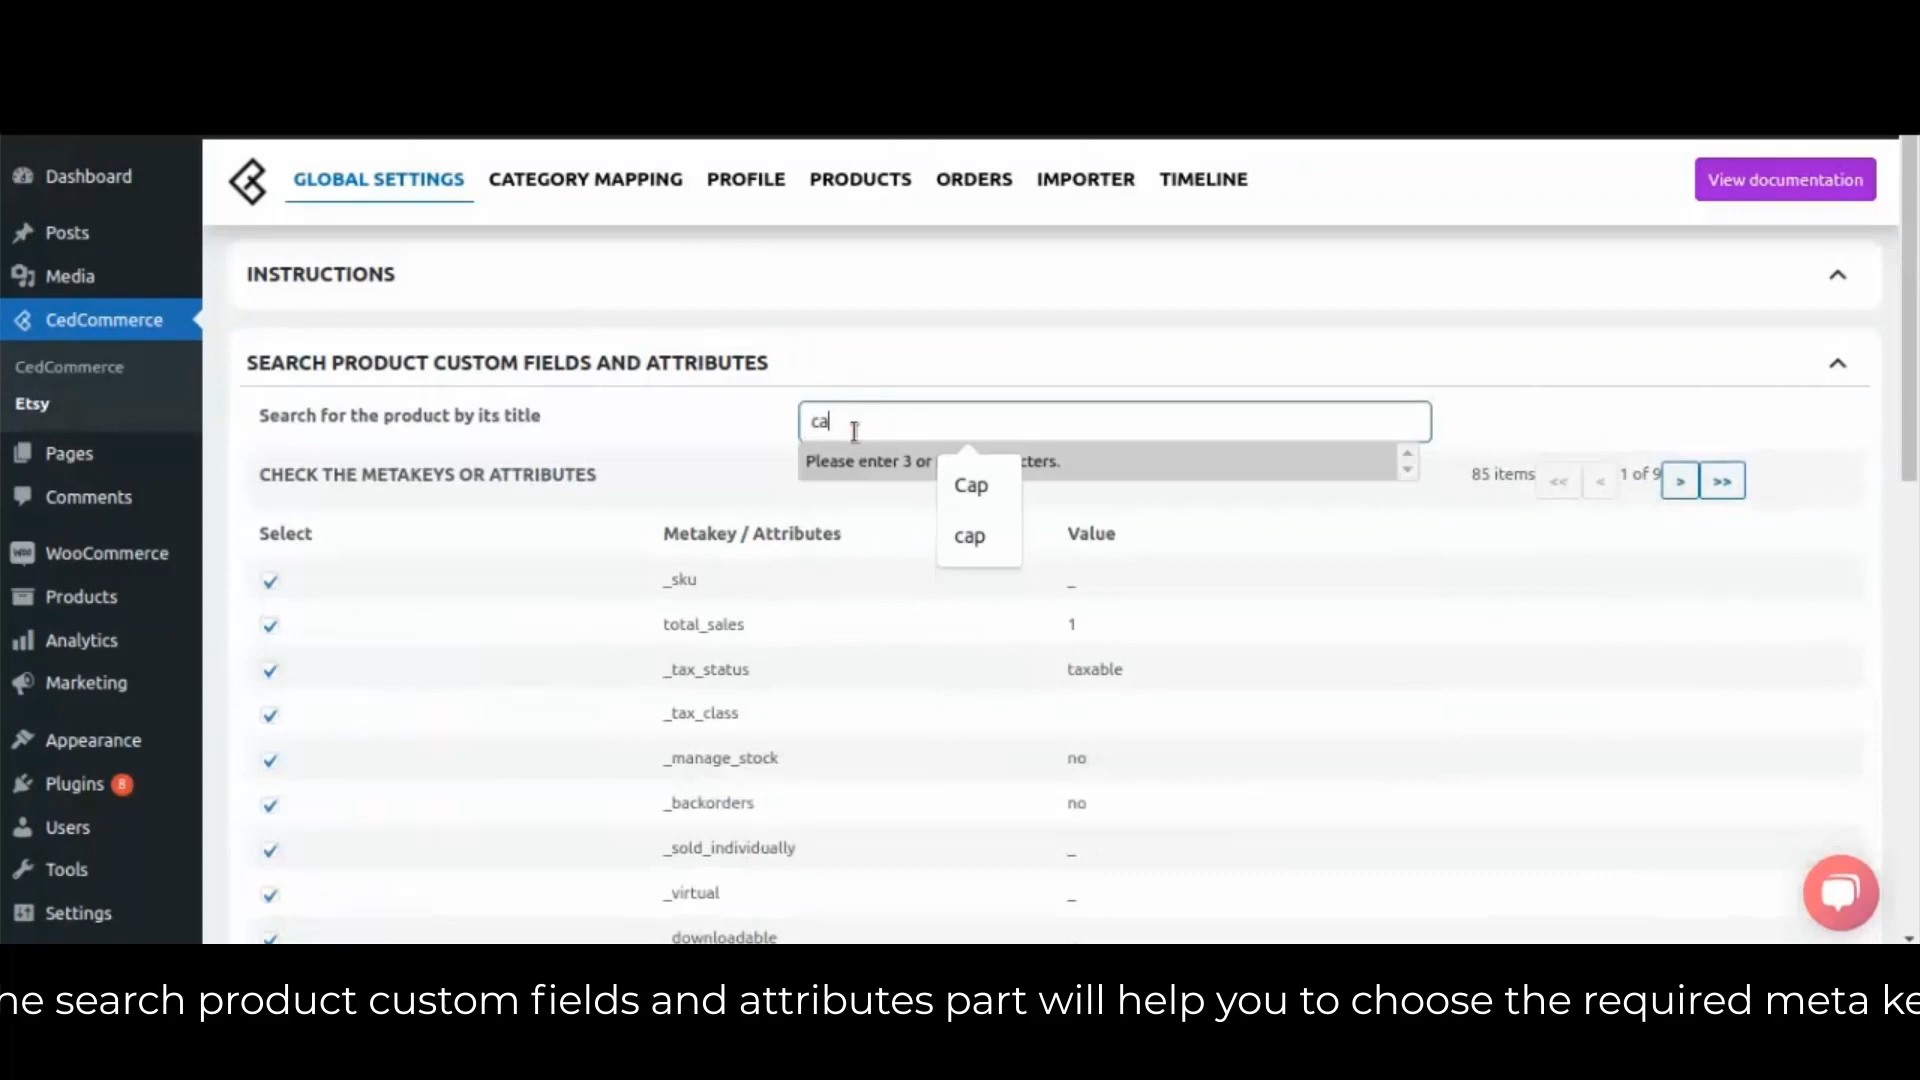 Dashboard
Posts
Media
CedCommerce
CedCommerce
Etsy
Pages
Comments
WooCommerce
Products
Analytics
Marketing
Appearance
Plugins 8
Users
Tools
Settings
GLOBAL SETTINGS CATEGORY MAPPING PROFILE PRODUCTS ORDERS IMPORTER TIMELINE
View documentation
INSTRUCTIONS
SEARCH PRODUCT CUSTOM FIELDS AND ATTRIBUTES
Search for the product by its title
ca
Please enter 3 or cters.
Cap
cap
CHECK THE METAKEYS OR ATTRIBUTES
85 items << < 1 of 9 > >>
Select Metakey / Attributes Value
_sku _
total_sales 1
_tax_status taxable
_tax_class
_manage_stock no
_backorders no
_sold_individually _
_virtual _
_downloadable
he search product custom fields and attributes part will help you to choose the required meta ke